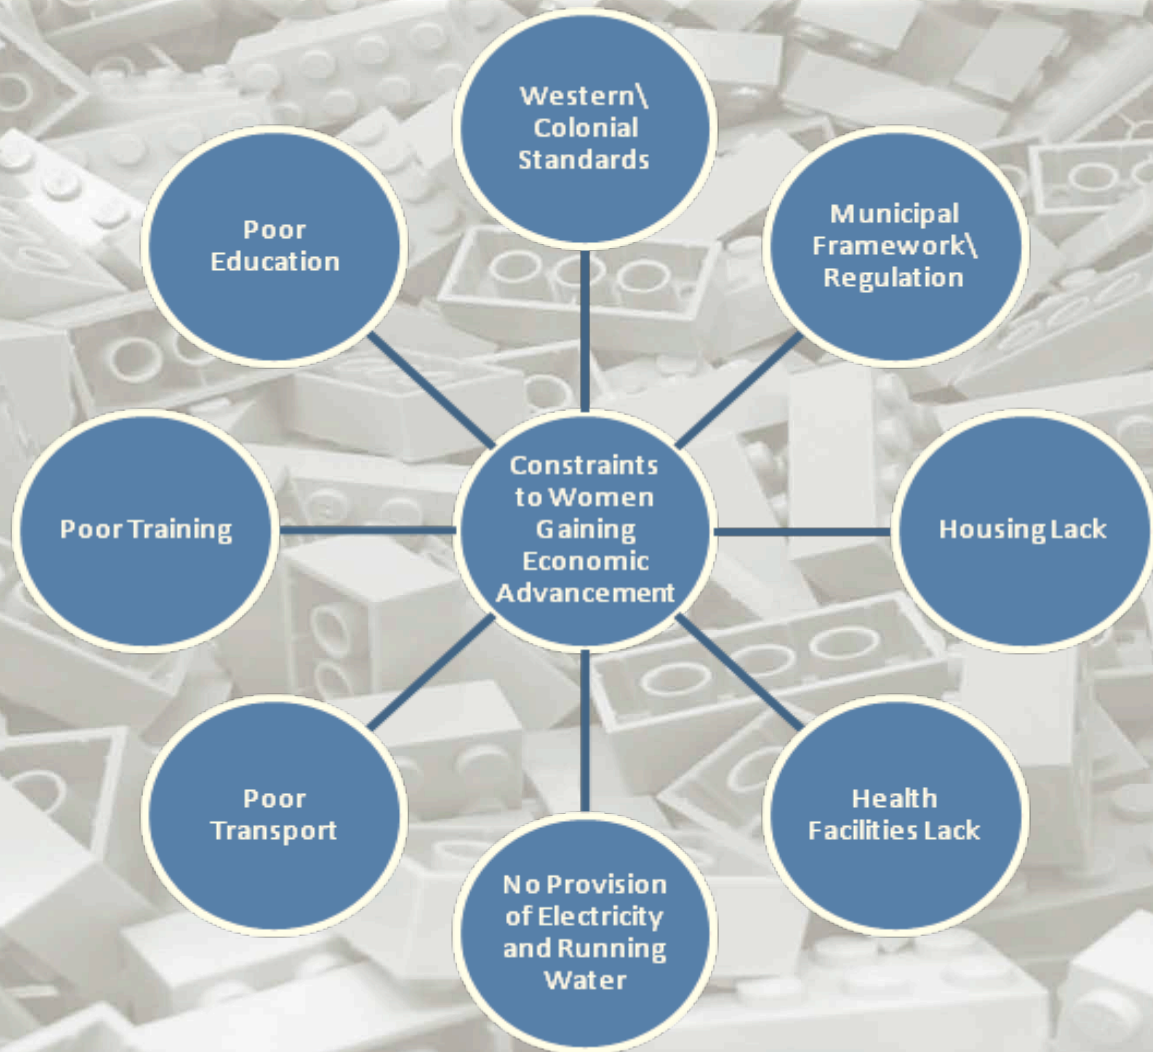 Western\
Colonial
Standards
Municipal
Framework\
Regulation
Housing Lack
Health
Facilities Lack
No Provision
of Electricity
and Running
Water
Poor
Transport
Poor Training
Poor
Education
Constraints
to Women
Gaining
Economic
Advancement